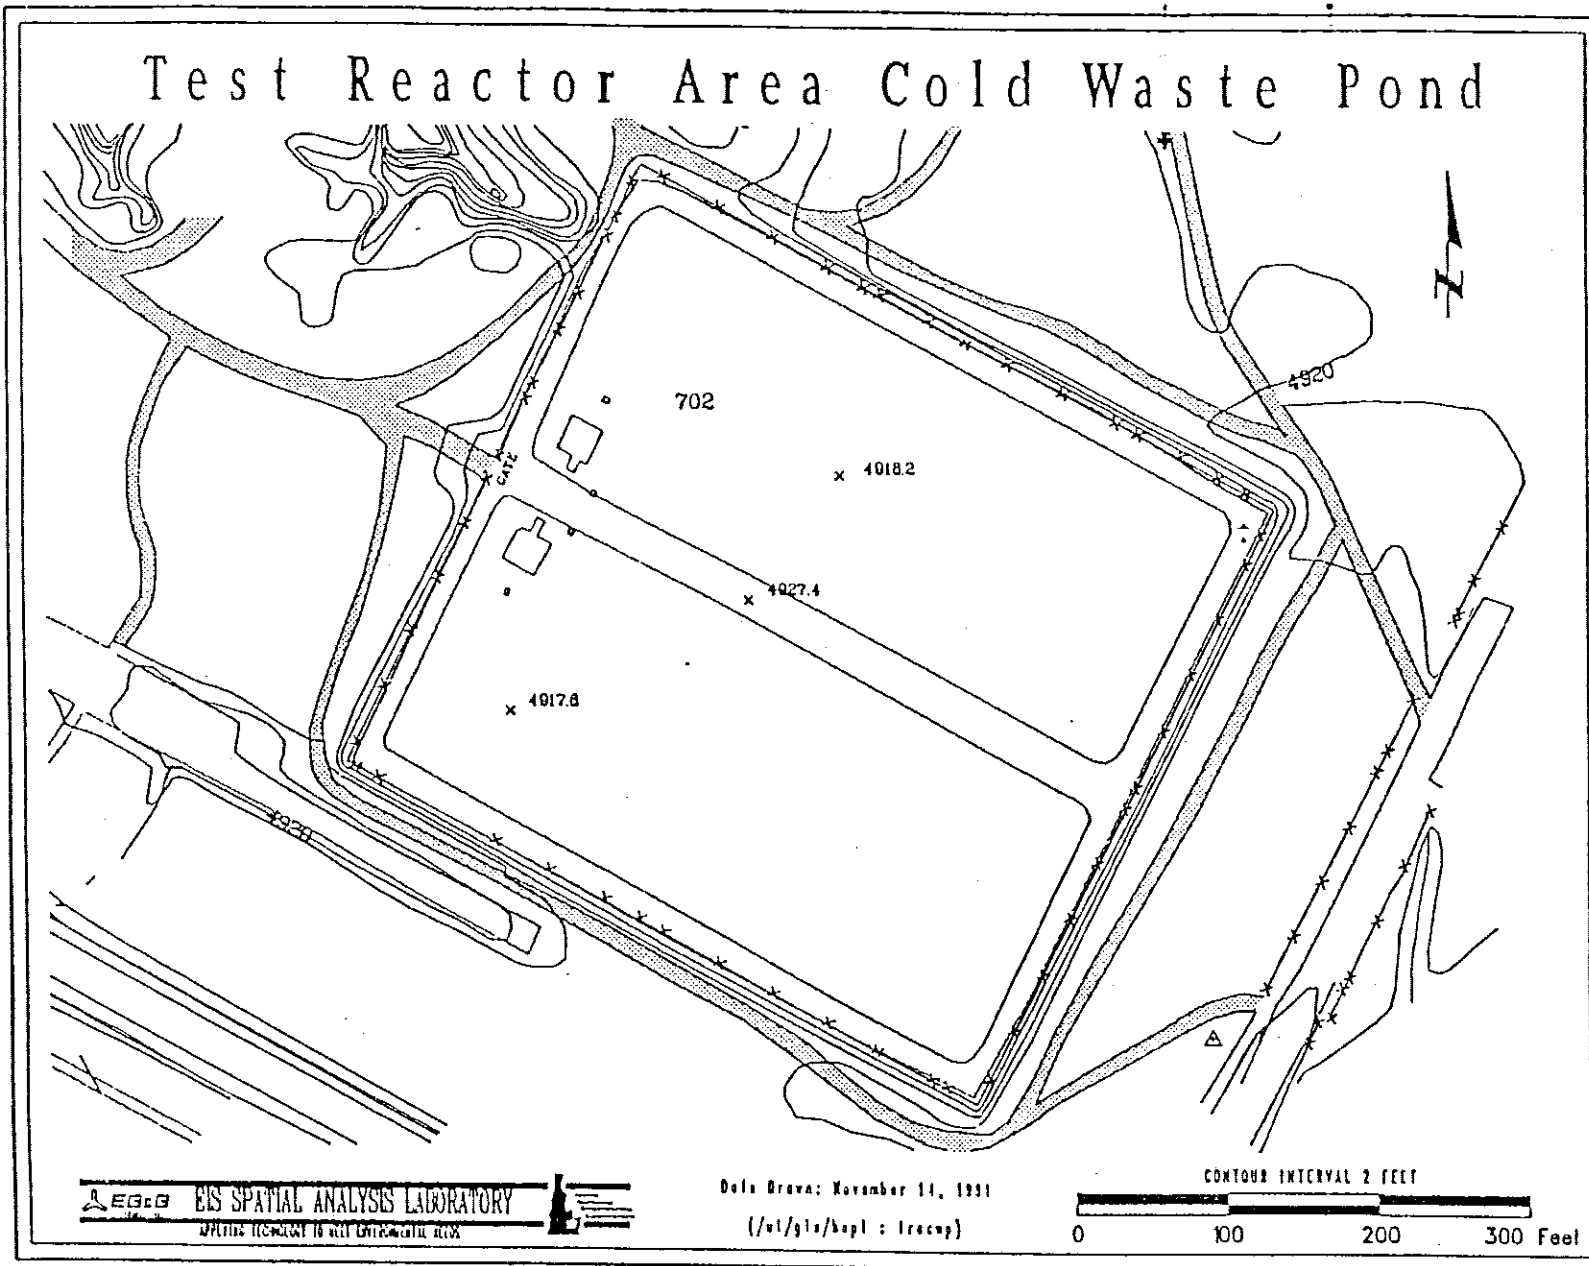 Test Reactor Area Cold Waste Pond
N
4920
702
4918.2
GATE
4927.4
4917.6
4920
CONTOUR INTERVAL 2 FEET
EG&G EIS SPATIAL ANALYSIS LABORATORY
Date Drawn: November 14, 1991
0 100 200 300 Feet